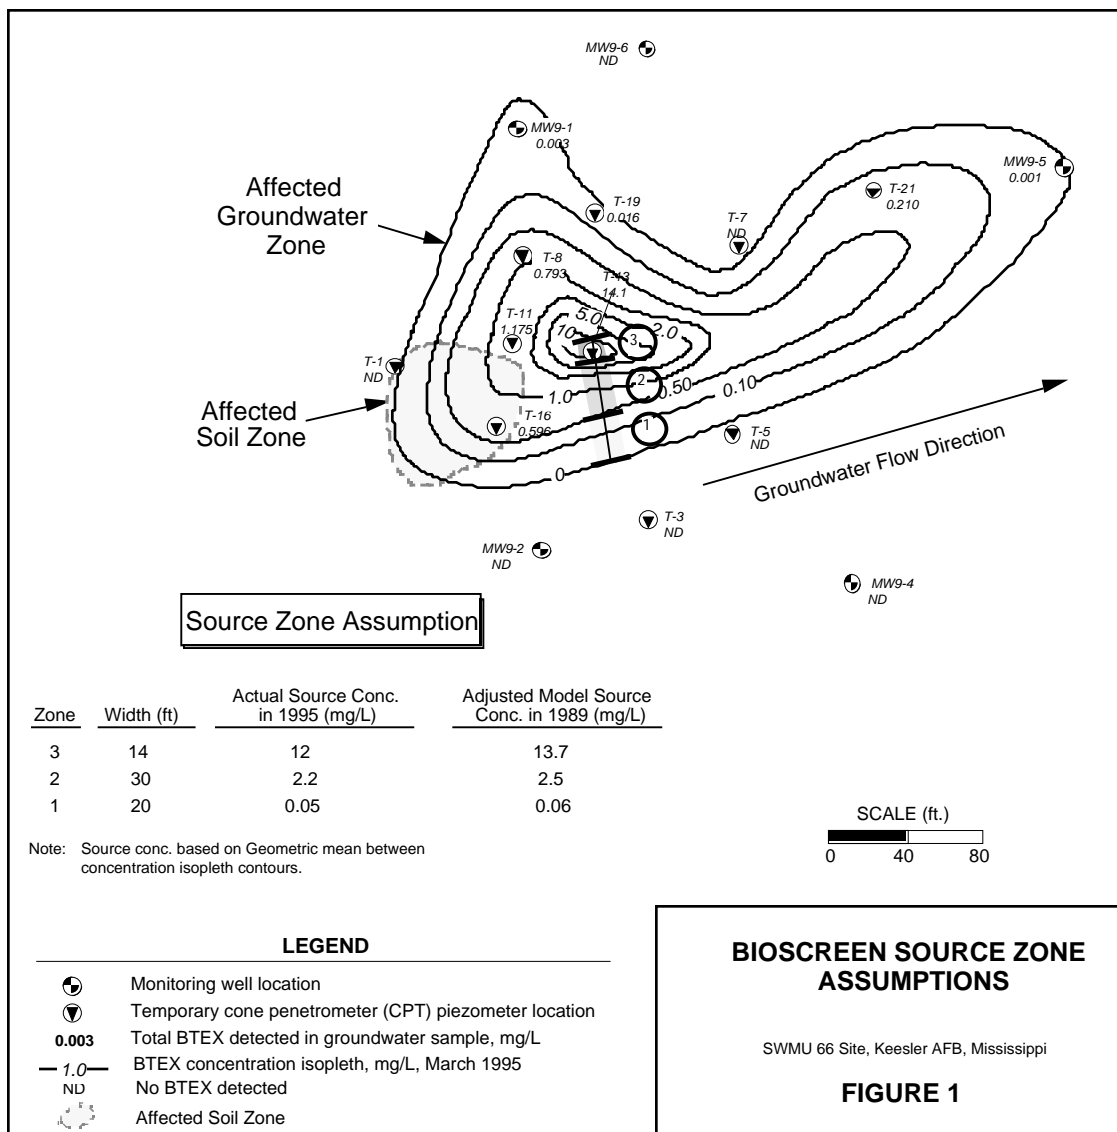 MW9-6
ND
MW9-1
0.003
MW9-5
0.001
Affected
Groundwater
Zone
T-21
0.210
T-19
0.016
T-7
ND
T-8
0.793
T-13
14.1
T-11
1.175
5.0
10
2.0
3
T-1
ND
2
1.0
0.50
0.10
Affected
Soil Zone
T-16
0.596
1
T-5
ND
0
Groundwater Flow Direction
T-3
ND
MW9-2
ND
MW9-4
ND
Source Zone Assumption
Zone Width (ft) Actual Source Conc. in 1995 (mg/L) Adjusted Model Source Conc. in 1989 (mg/L)
3 14 12 13.7
2 30 2.2 2.5
1 20 0.05 0.06
Note: Source conc. based on Geometric mean between
concentration isopleth contours.
SCALE (ft.)
0 40 80
LEGEND
Monitoring well location
Temporary cone penetrometer (CPT) piezometer location
0.003 Total BTEX detected in groundwater sample, mg/L
1.0 BTEX concentration isopleth, mg/L, March 1995
ND No BTEX detected
Affected Soil Zone
BIOSCREEN SOURCE ZONE
ASSUMPTIONS
SWMU 66 Site, Keesler AFB, Mississippi
FIGURE 1